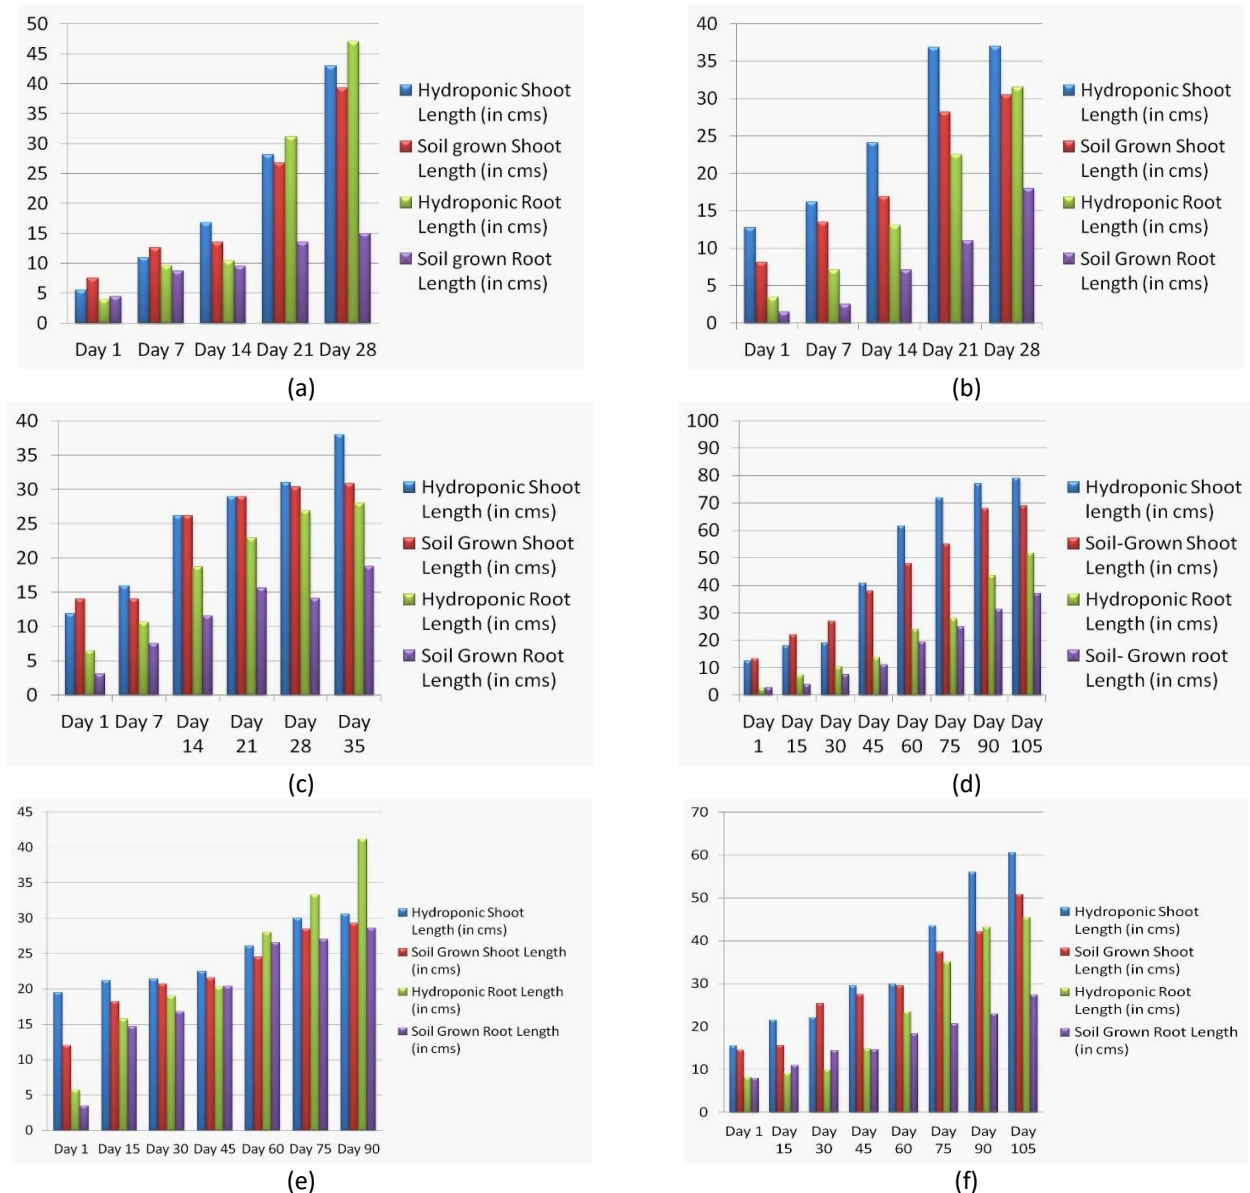 50
45
40
35
30
25
20
15
10
5
0
Day 1 Day 7 Day 14 Day 21 Day 28
Hydroponic Shoot
Length (in cms)
Soil grown Shoot
Length (in cms)
Hydroponic Root
Length (in cms)
Soil grown Root
Length (in cms)
(a)
40
35
30
25
20
15
10
5
0
Day 1 Day 7 Day 14 Day 21 Day 28
Hydroponic Shoot
Length (in cms)
Soil Grown Shoot
Length (in cms)
Hydroponic Root
Length (in cms)
Soil Grown Root
Length (in cms)
(b)
40
35
30
25
20
15
10
5
0
Day 1 Day 7 Day Day Day Day
14 21 28 35
Hydroponic Shoot
Length (in cms)
Soil Grown Shoot
Length (in cms)
Hydroponic Root
Length (in cms)
Soil Grown Root
Length (in cms)
(c)
100
90
80
70
60
50
40
30
20
10
0
Day Day Day Day Day Day Day Day
1 15 30 45 60 75 90 105
Hydroponic Shoot
length (in cms)
Soil-Grown Shoot
Length (in cms)
Hydroponic Root
Length (in cms)
Soil- Grown root
Length (in cms)
(d)
45
40
35
30
25
20
15
10
5
0
Day 1 Day 15 Day 30 Day 45 Day 60 Day 75 Day 90
Hydroponic Shoot
Length (in cms)
Soil Grown Shoot Length
(in cms)
Hydroponic Root Length
(in cms)
Soil Grown Root Length
(in cms)
(e)
70
60
50
40
30
20
10
0
Day 1 Day Day Day Day Day Day Day
15 30 45 60 75 90 105
Hydroponic Shoot
Length (in cms)
Soil Grown Shoot
Length (in cms)
Hydroponic Root
Length (in cms)
Soil Grown Root Length
(in cms)
(f)